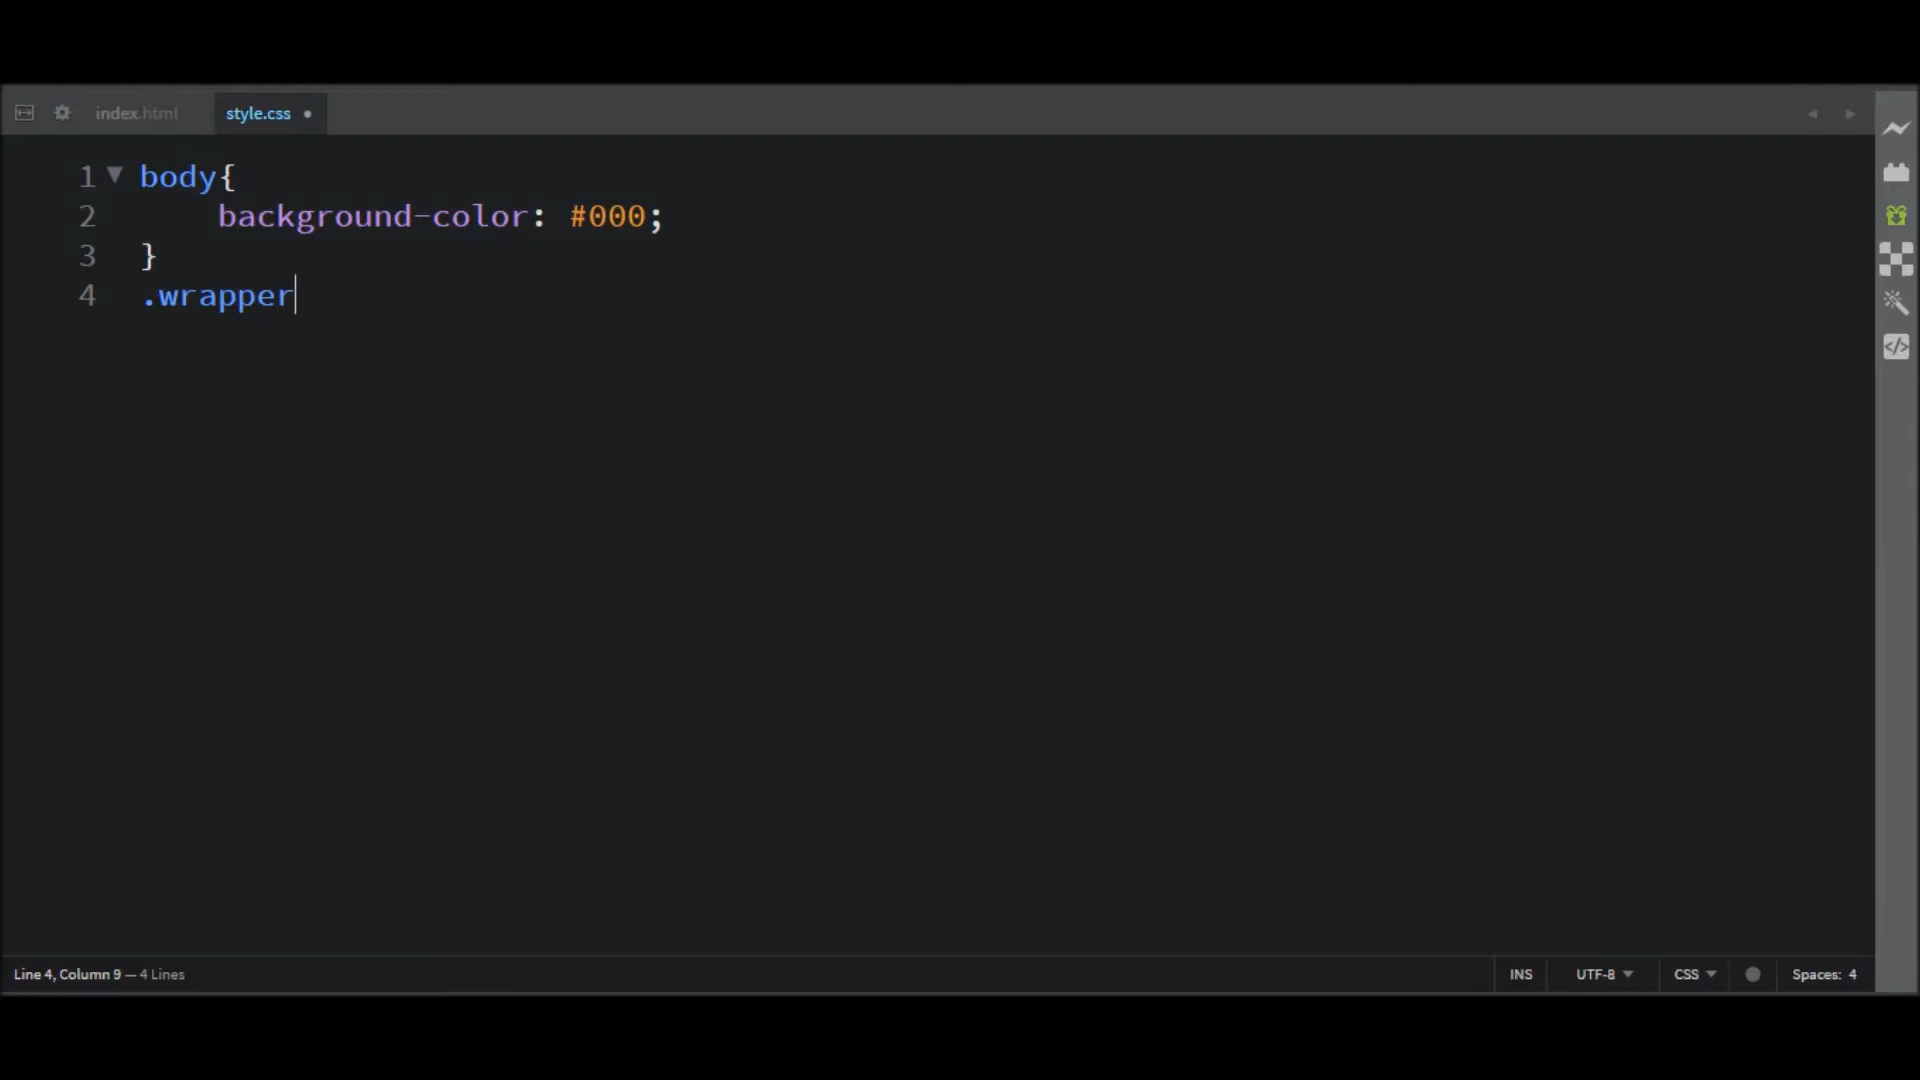 index.html
style.css
1 body{
2 background-color: #000;
3 }
4 .wrapper
Line 4, Column 9 — 4 Lines
INS
UTF-8
CSS
Spaces: 4